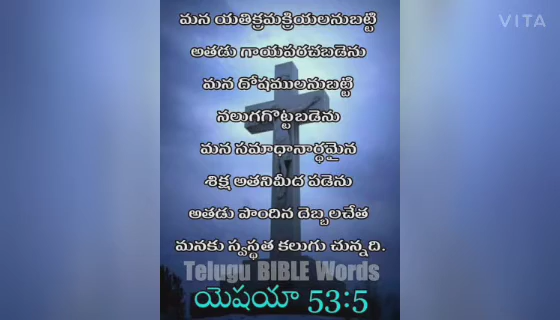 VITA
మన యతిక్రమక్రియలనుబట్టి
అతడు గాయపరచబడెను
మన దోషములనుబట్టి
నలుగగొట్టబడెను
మన సమాధానార్థమైన
శిక్ష అతనిమీద పడెను
అతడు పొందిన దెబ్బలచేత
మనకు స్వస్థత కలుగు చున్నది.
Telugu BIBLE Words
యెషయా 53:5